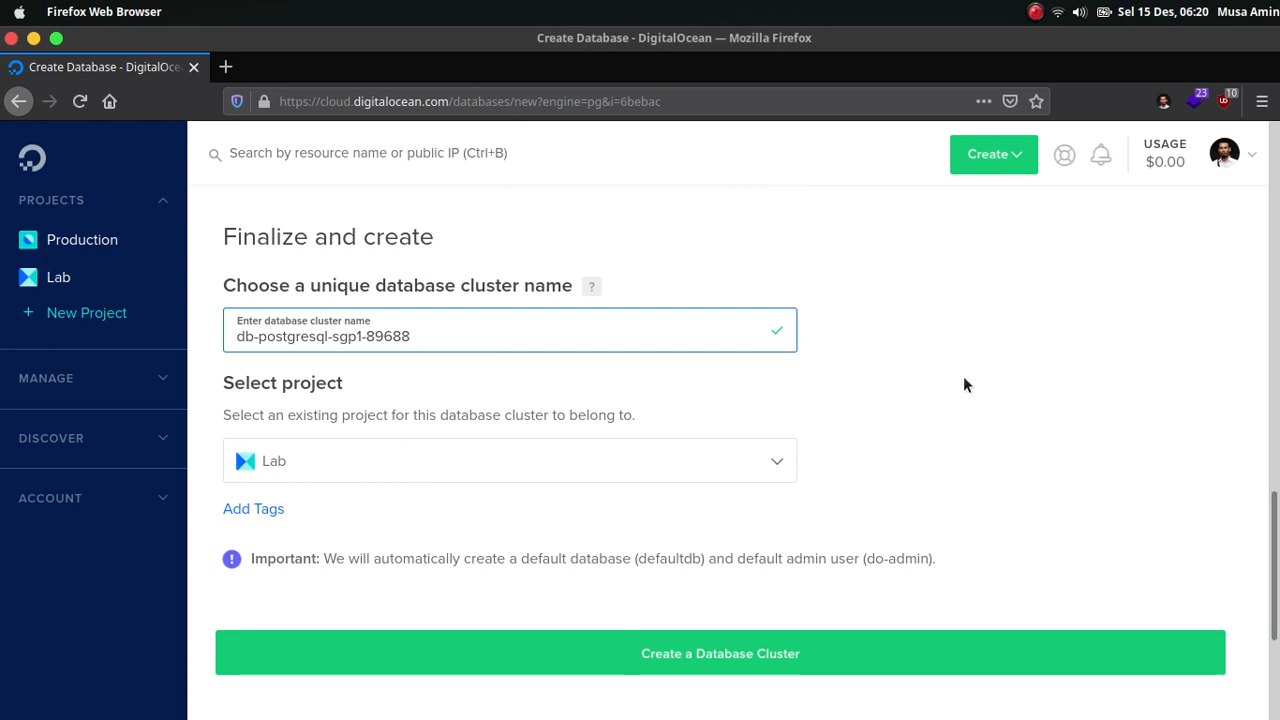 Firefox Web Browser
Sel 15 Des, 06:20 Musa Amin
Create Database - DigitalOcean — Mozilla Firefox
Create Database - DigitalOce
https://cloud.digitalocean.com/databases/new?engine=pg&i=6bebac
23
10
Search by resource name or public IP (Ctrl+B)
Create
USAGE
$0.00
PROJECTS
Production
Lab
+ New Project
MANAGE
DISCOVER
ACCOUNT
Finalize and create
Choose a unique database cluster name ?
Enter database cluster name
db-postgresql-sgp1-89688
Select project
Select an existing project for this database cluster to belong to.
Lab
Add Tags
! Important: We will automatically create a default database (defaultdb) and default admin user (do-admin).
Create a Database Cluster